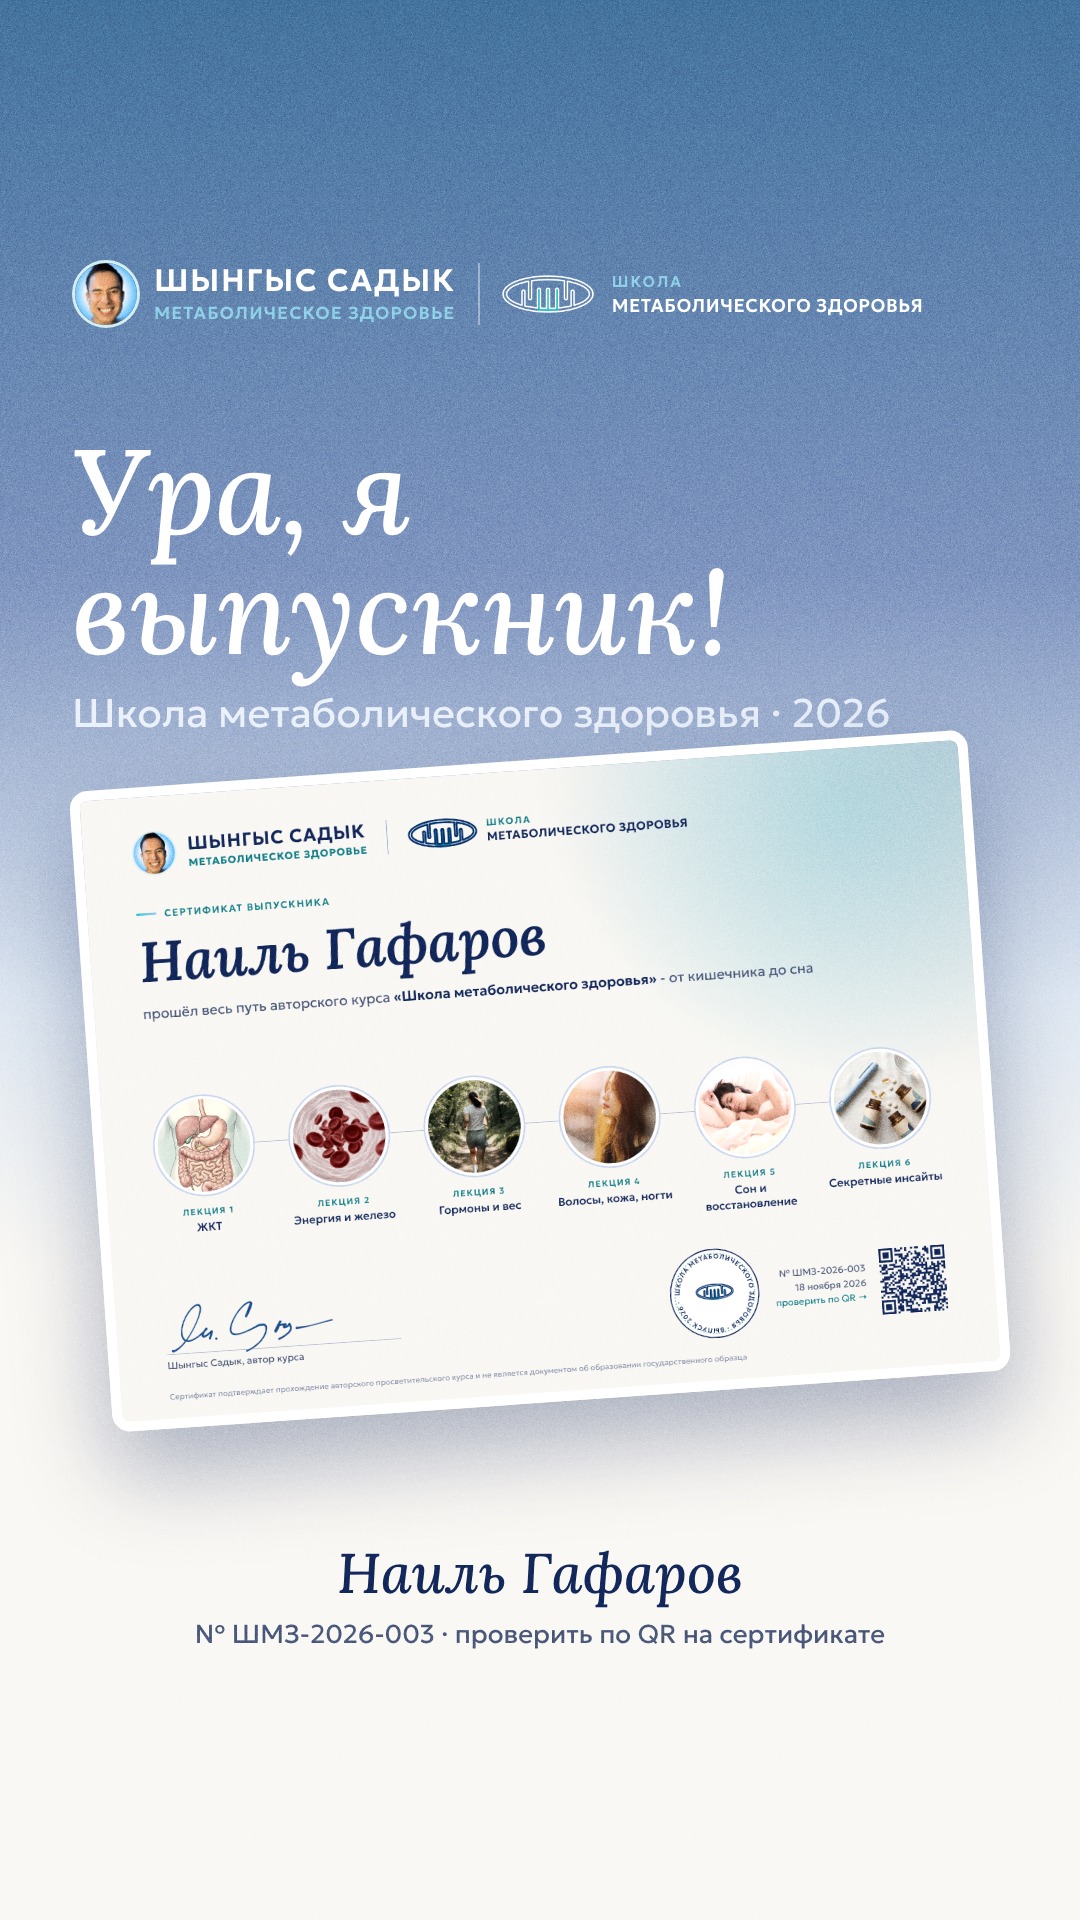 ШЫНГЫС САДЫК
МЕТАБОЛИЧЕСКОЕ ЗДОРОВЬЕ
ШКОЛА
МЕТАБОЛИЧЕСКОГО ЗДОРОВЬЯ
Ура, я
выпускник!
Школа метаболического здоровья · 2026
ШЫНГЫС САДЫК
МЕТАБОЛИЧЕСКОЕ ЗДОРОВЬЕ
ШКОЛА
МЕТАБОЛИЧЕСКОГО ЗДОРОВЬЯ
СЕРТИФИКАТ ВЫПУСКНИКА
Наиль Гафаров
прошёл весь путь авторского курса «Школа метаболического здоровья» - от кишечника до сна
ЛЕКЦИЯ 1
ЖКТ
ЛЕКЦИЯ 2
Энергия и железо
ЛЕКЦИЯ 3
Гормоны и вес
ЛЕКЦИЯ 4
Волосы, кожа, ногти
ЛЕКЦИЯ 5
Сон и
восстановление
ЛЕКЦИЯ 6
Секретные инсайты
ШКОЛА МЕТАБОЛИЧЕСКОГО ЗДОРОВЬЯ · ВЫПУСК 2026 ·
№ ШМЗ-2026-003
18 ноября 2026
проверить по QR →
Шынгыс Садык, автор курса
Сертификат подтверждает прохождение авторского просветительского курса и не является документом об образовании государственного образца
Наиль Гафаров
№ ШМЗ-2026-003 · проверить по QR на сертификате